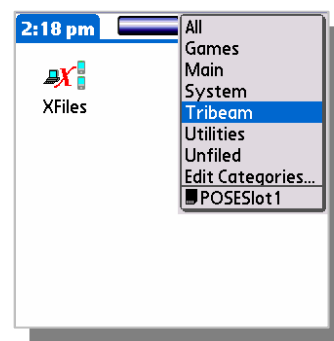 2:18 pm
XFiles
All
Games
Main
System
Tribeam
Utilities
Unfiled
Edit Categories...
POSESlot1